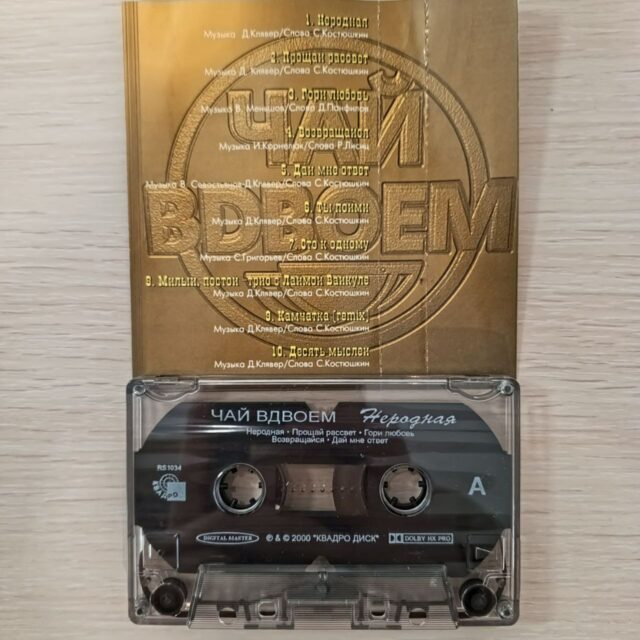 1. Неродная
Музыка Д.Клявер/Слова С.Костюшкин
2. Прощай рассвет
Музыка Д. Клявер/Слова С.Костюшкин
3. Гори любовь
Музыка В. Меньшов/Слова Д.Панфилов
4. Возвращайся
Музыка И.Корнелюк/Слова Р.Лисиц
5. Дай мне ответ
Музыка В. Севастьянов-Д.Клявер/Слова С.Костюшкин
6. Ты пойми
Музыка Д.Клявер/Слова С.Костюшкин
7. Сто к одному
Музыка С.Григорьев/Слова С.Костюшкин
8. Милый, постой - трио с Лаймой Вайкуле
Музыка Д.Клявер/Слова С.Костюшкин
9. Камчатка (remix)
Музыка Д.Клявер/Слова С.Костюшкин
10. Десять мыслей
Музыка Д.Клявер/Слова С.Костюшкин
ЧАЙ
ВДВОЕМ
ЧАЙ ВДВОЕМ Неродная
Неродная • Прощай рассвет • Гори любовь
Возвращайся • Дай мне ответ
RS1034
КВАДРО
A
DIGITAL MASTER ℗ & © 2000 "КВАДРО ДИСК" DOLBY HX PRO